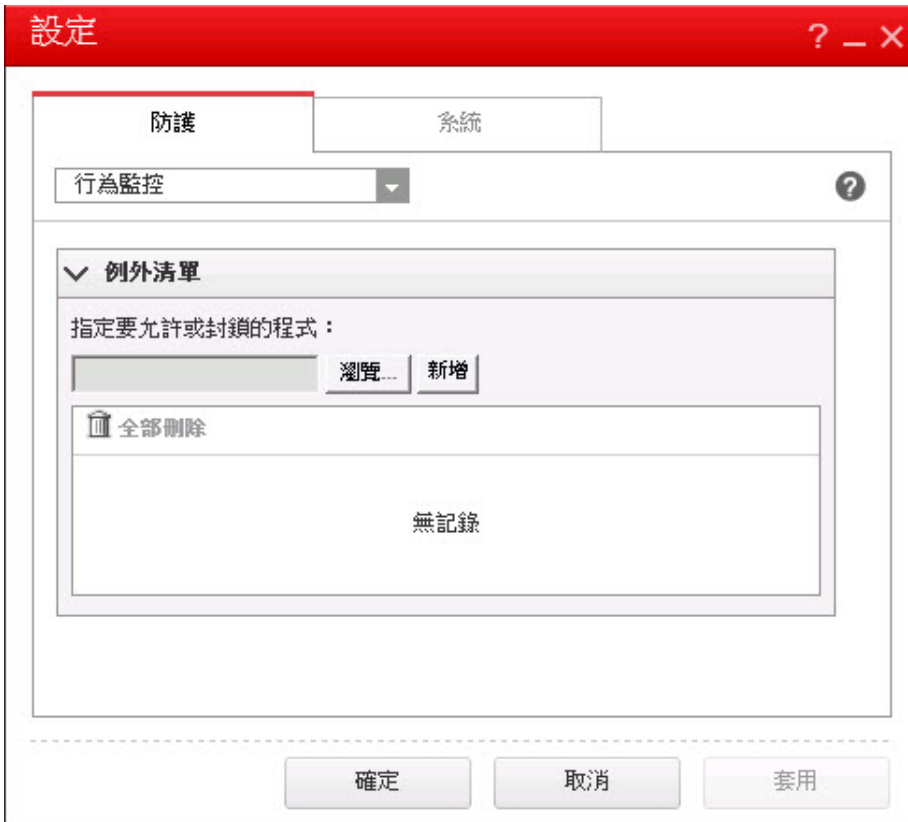 設定
防護 系統
行為監控
例外清單
指定要允許或封鎖的程式：
瀏覽... 新增
全部刪除
無記錄
確定 取消 套用